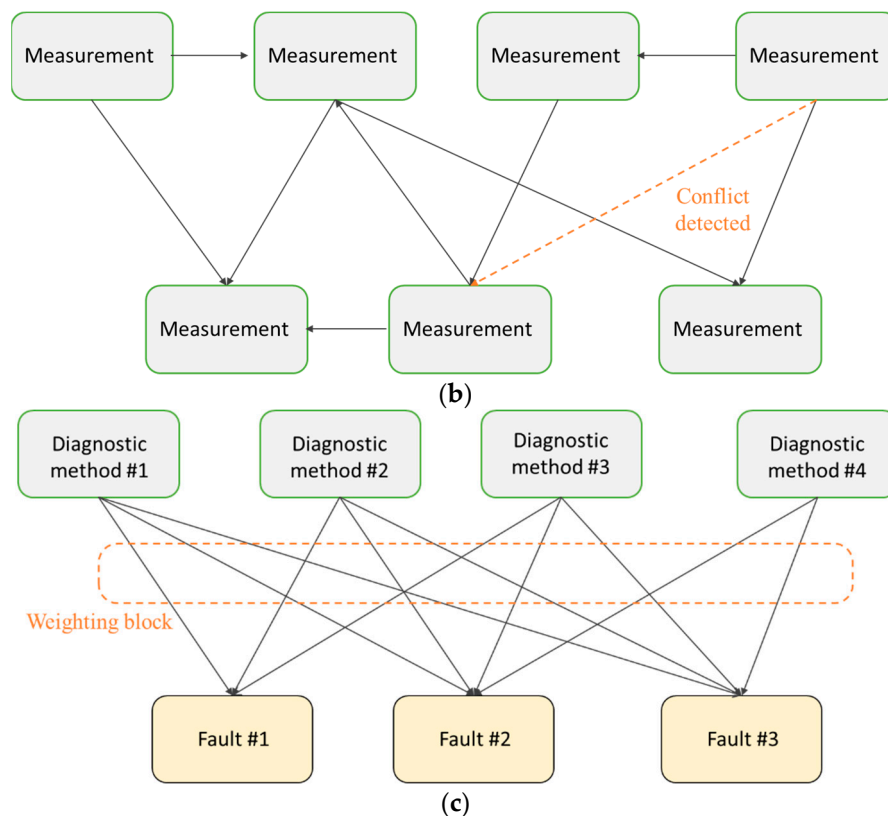 Measurement
Measurement
Measurement
Measurement
Conflict
detected
Measurement
Measurement
Measurement
(b)
Diagnostic
method #1
Diagnostic
method #2
Diagnostic
method #3
Diagnostic
method #4
Weighting block
Fault #1
Fault #2
Fault #3
(c)